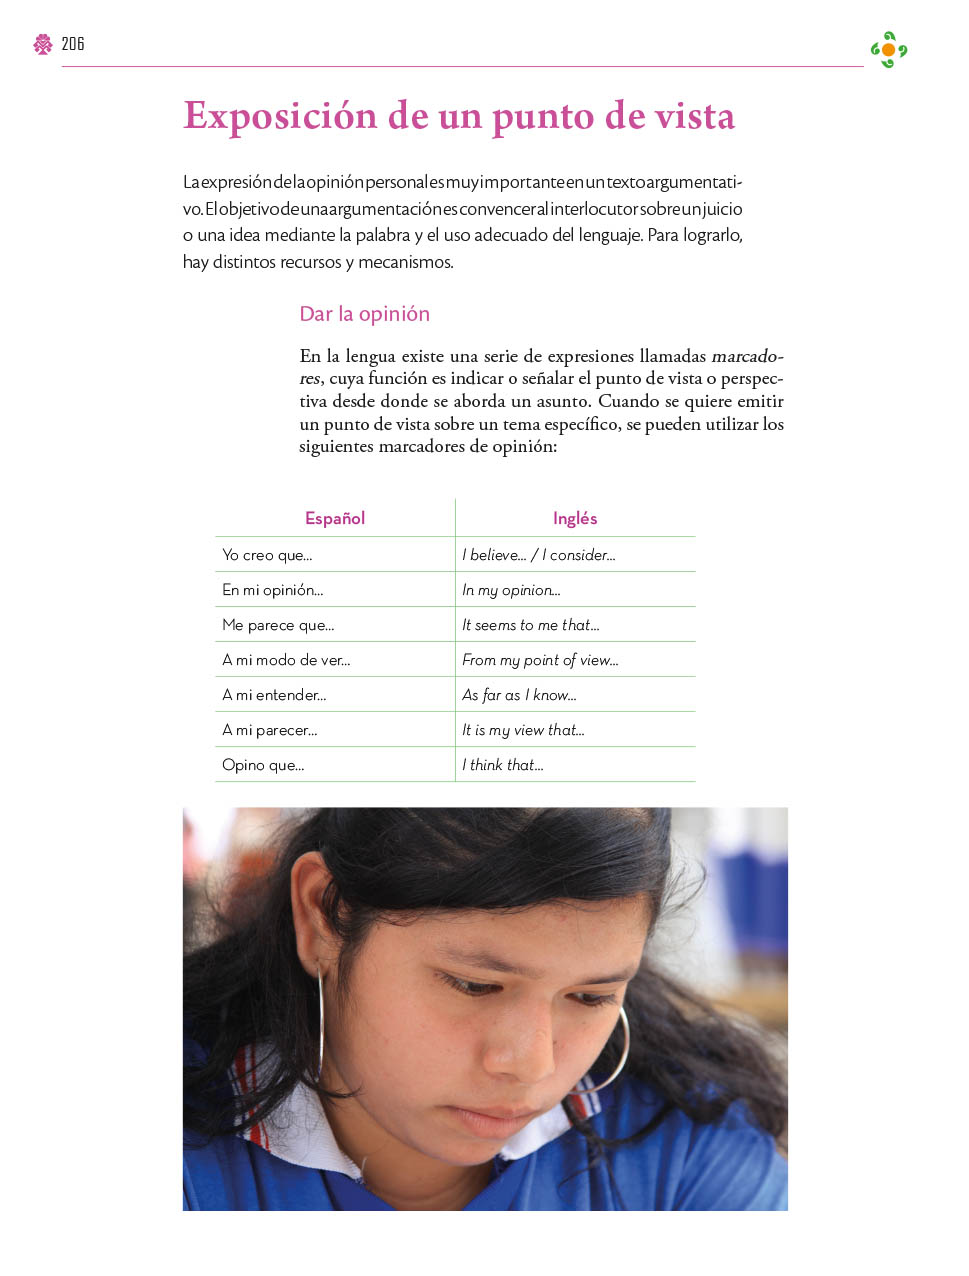 206
Exposición de un punto de vista
La expresión de la opinión personal es muy importante en un texto argumentati-
vo. El objetivo de una argumentación es convencer al interlocutor sobre un juicio
o una idea mediante la palabra y el uso adecuado del lenguaje. Para lograrlo,
hay distintos recursos y mecanismos.
Dar la opinión
En la lengua existe una serie de expresiones llamadas marcado-
res, cuya función es indicar o señalar el punto de vista o perspec-
tiva desde donde se aborda un asunto. Cuando se quiere emitir
un punto de vista sobre un tema específico, se pueden utilizar los
siguientes marcadores de opinión:
Español Inglés
Yo creo que... I believe... / I consider...
En mi opinión... In my opinion...
Me parece que... It seems to me that...
A mi modo de ver... From my point of view...
A mi entender... As far as I know...
A mi parecer... It is my view that...
Opino que... I think that...